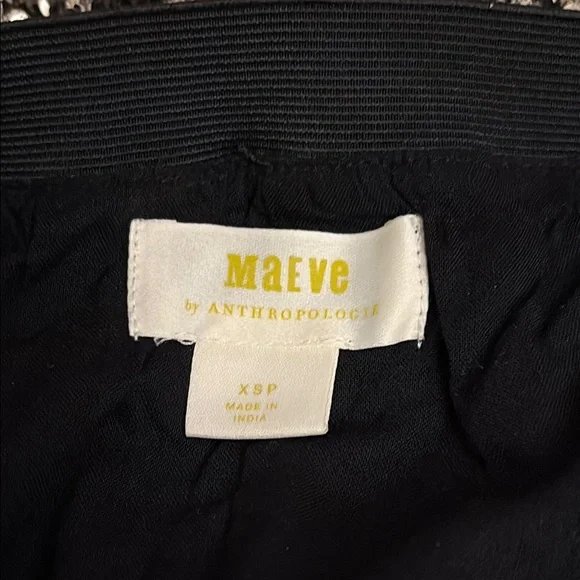 MaEVe
by ANTHROPOLOGIE
XSP
MADE IN
INDIA